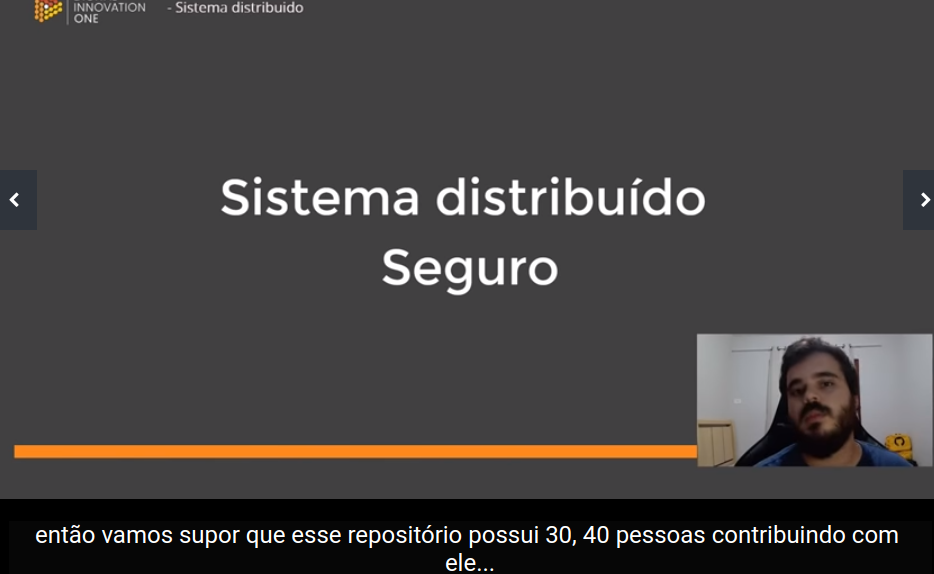 INNOVATION
ONE
- Sistema distribuido
Sistema distribuído
Seguro
então vamos supor que esse repositório possui 30, 40 pessoas contribuindo com
ele...